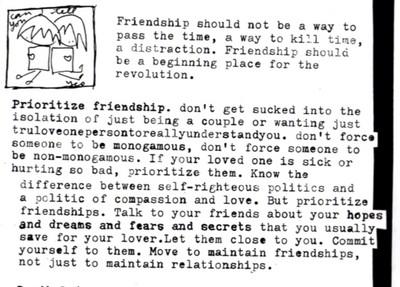 can tell
you
yes
Friendship should not be a way to
pass the time, a way to kill time,
a distraction. Friendship should
be a beginning place for the
revolution.
Prioritize friendship. don't get sucked into the
isolation of just being a couple or wanting just
truloveonepersontoreallyunderstandyou. don't force
someone to be monogamous, don't force someone to
be non-monogamous. If your loved one is sick or
hurting so bad, prioritize them. Know the
difference between self-righteous politics and
a politic of compassion and love. But prioritize
friendships. Talk to your friends about your hopes
and dreams and fears and secrets that you usually
save for your lover.Let them close to you. Commit
yourself to them. Move to maintain friendships,
not just to maintain relationships.